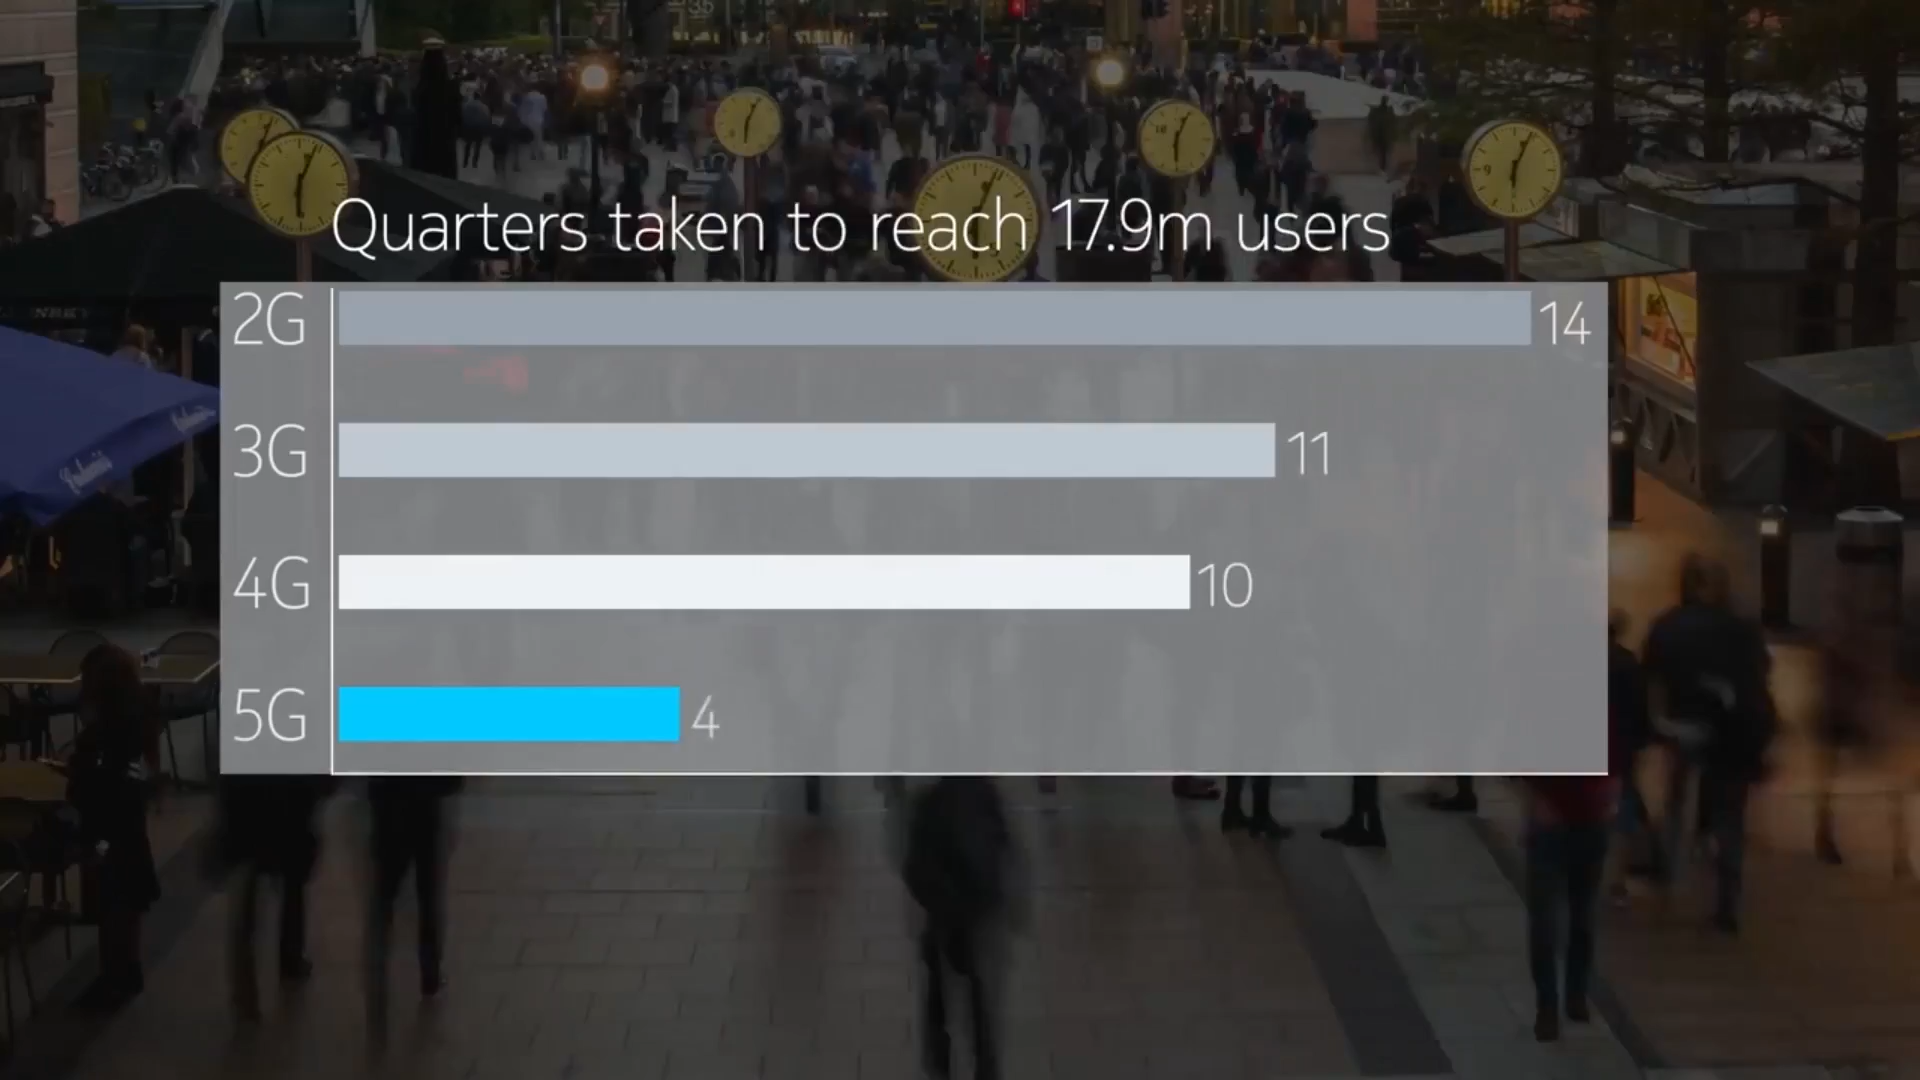 Quarters taken to reach 17.9m users
2G 14
3G 11
4G 10
5G 4